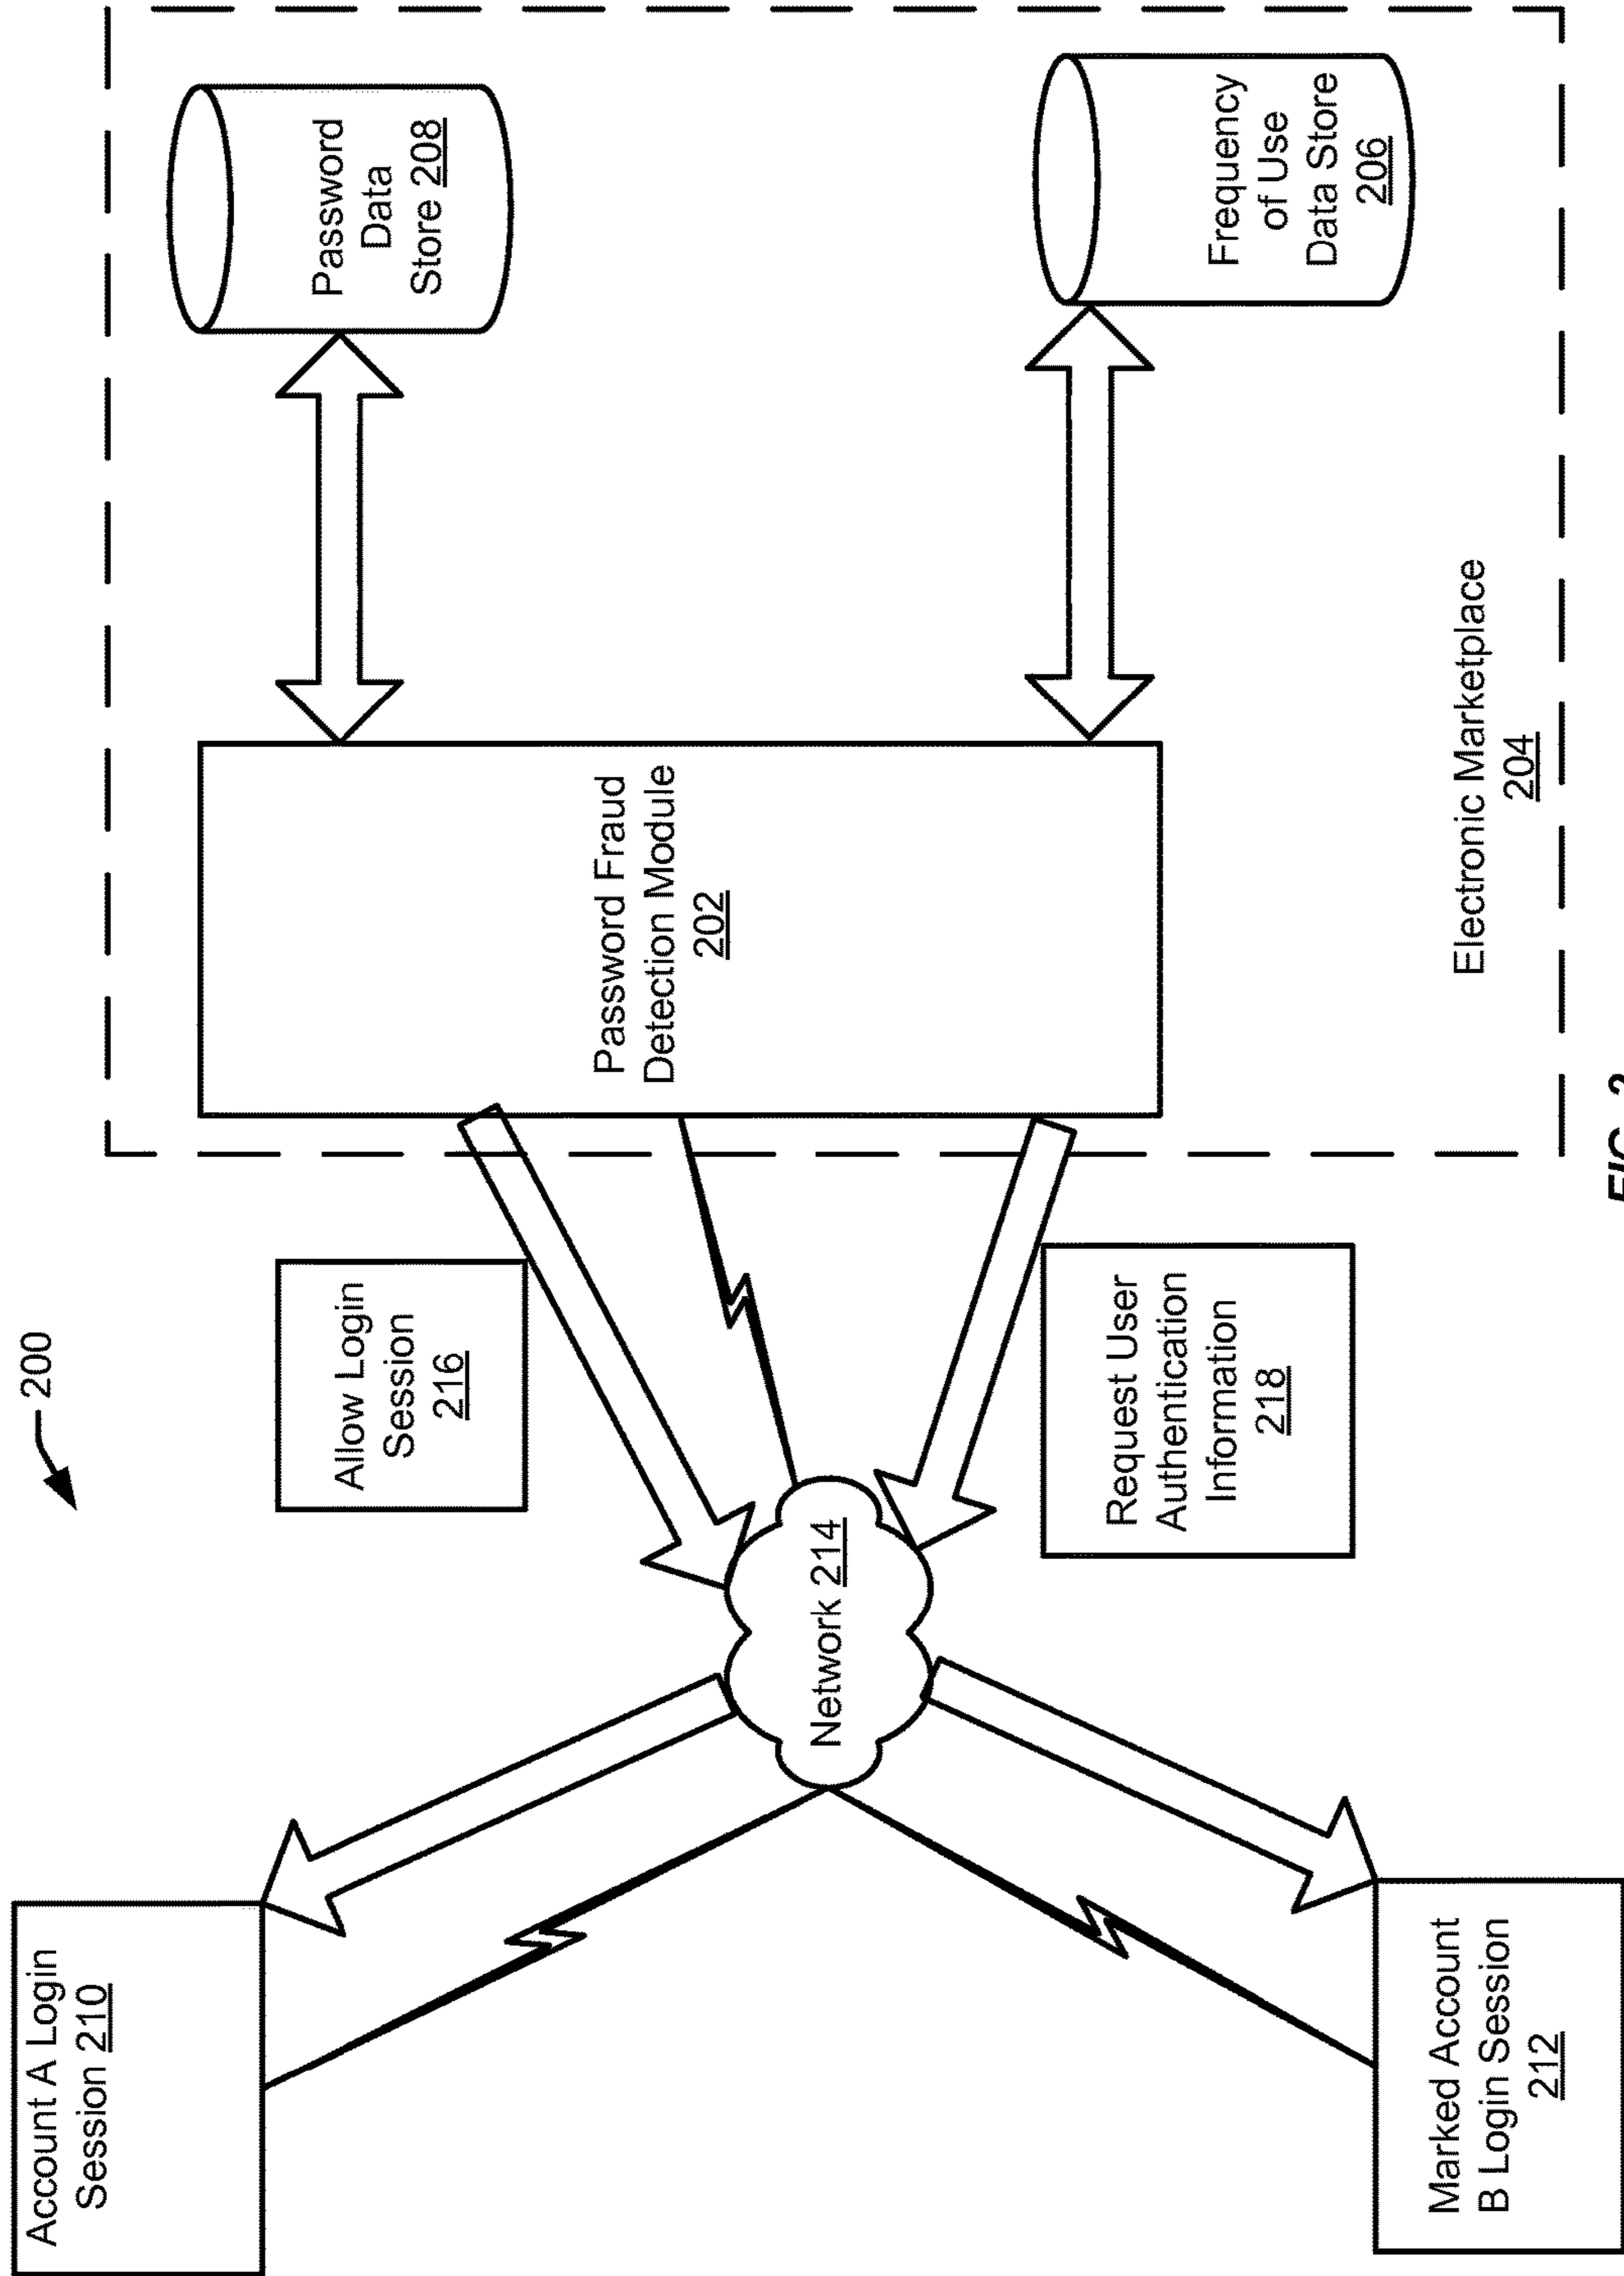 200
Account A Login
Session 210
Allow Login
Session
216
Password Fraud
Detection Module
202
Password
Data
Store 208
Network 214
Marked Account
B Login Session
212
Request User
Authentication
Information
218
Frequency
of Use
Data Store
206
Electronic Marketplace
204
FIG. 2